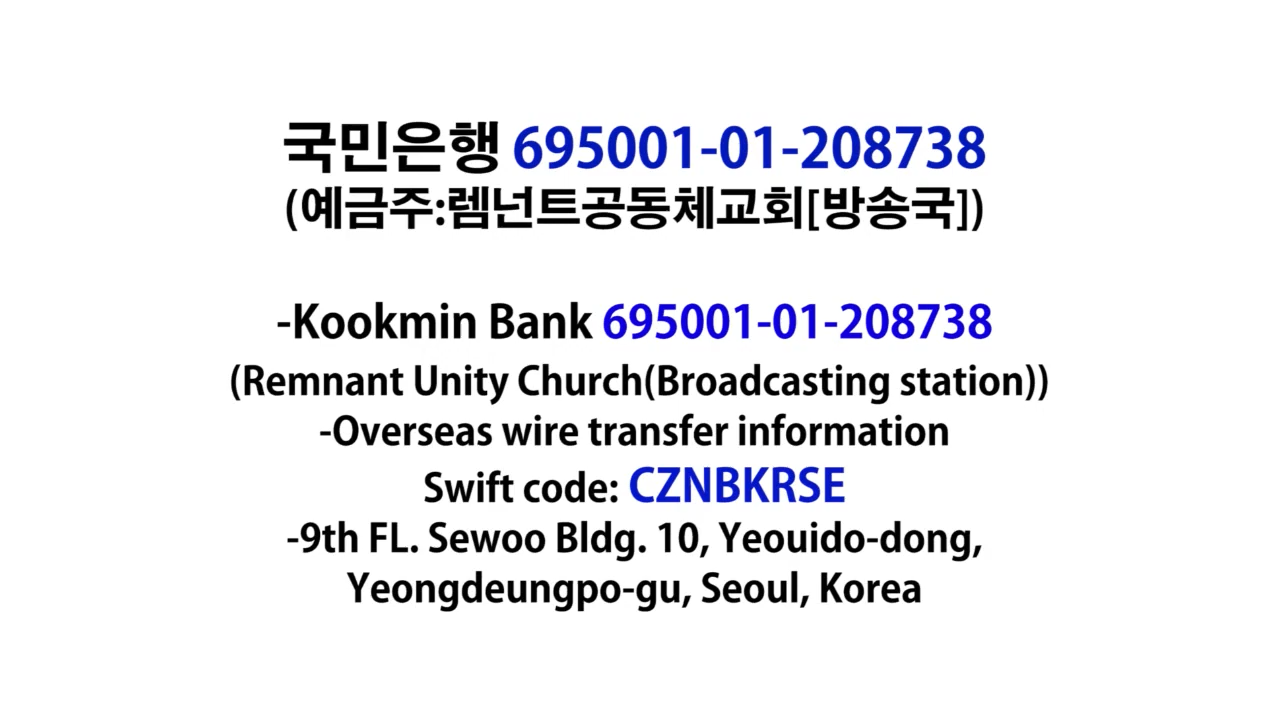 국민은행 695001-01-208738
(예금주:렘넌트공동체교회[방송국])
-Kookmin Bank 695001-01-208738
(Remnant Unity Church(Broadcasting station))
-Overseas wire transfer information
Swift code: CZNBKRSE
-9th FL. Sewoo Bldg. 10, Yeouido-dong,
Yeongdeungpo-gu, Seoul, Korea